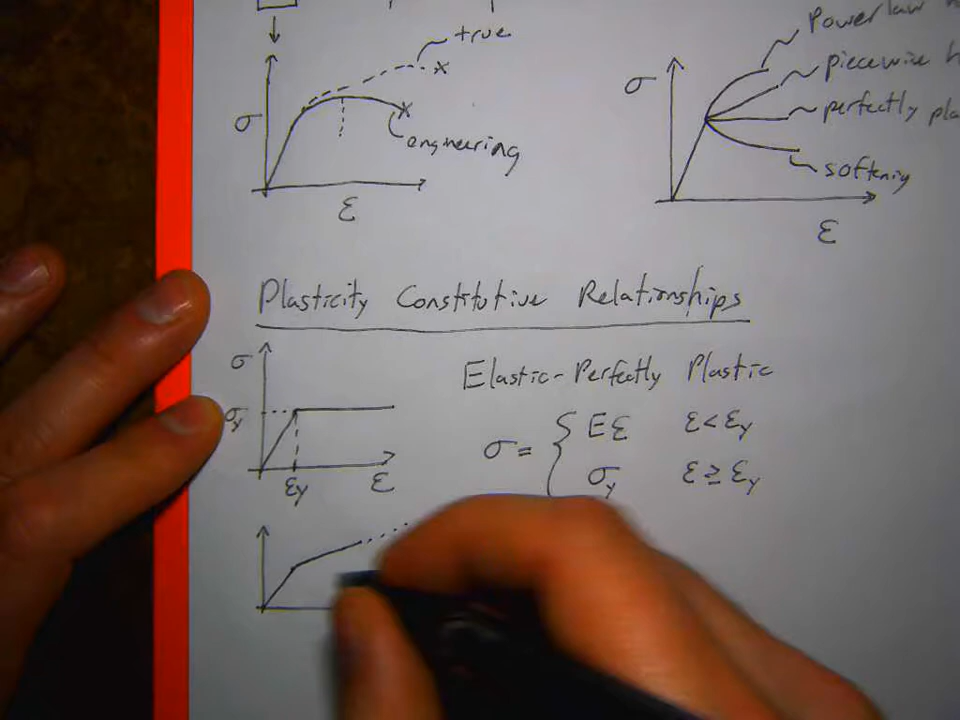 true
σ
engineering
ε
Power law
σ
piecewise
perfectly
softening
ε
Plasticity Constitutive Relationships
σ
σy
εy ε
Elastic-Perfectly Plastic
σ = { Eε ε < εy
σy ε ≥ εy